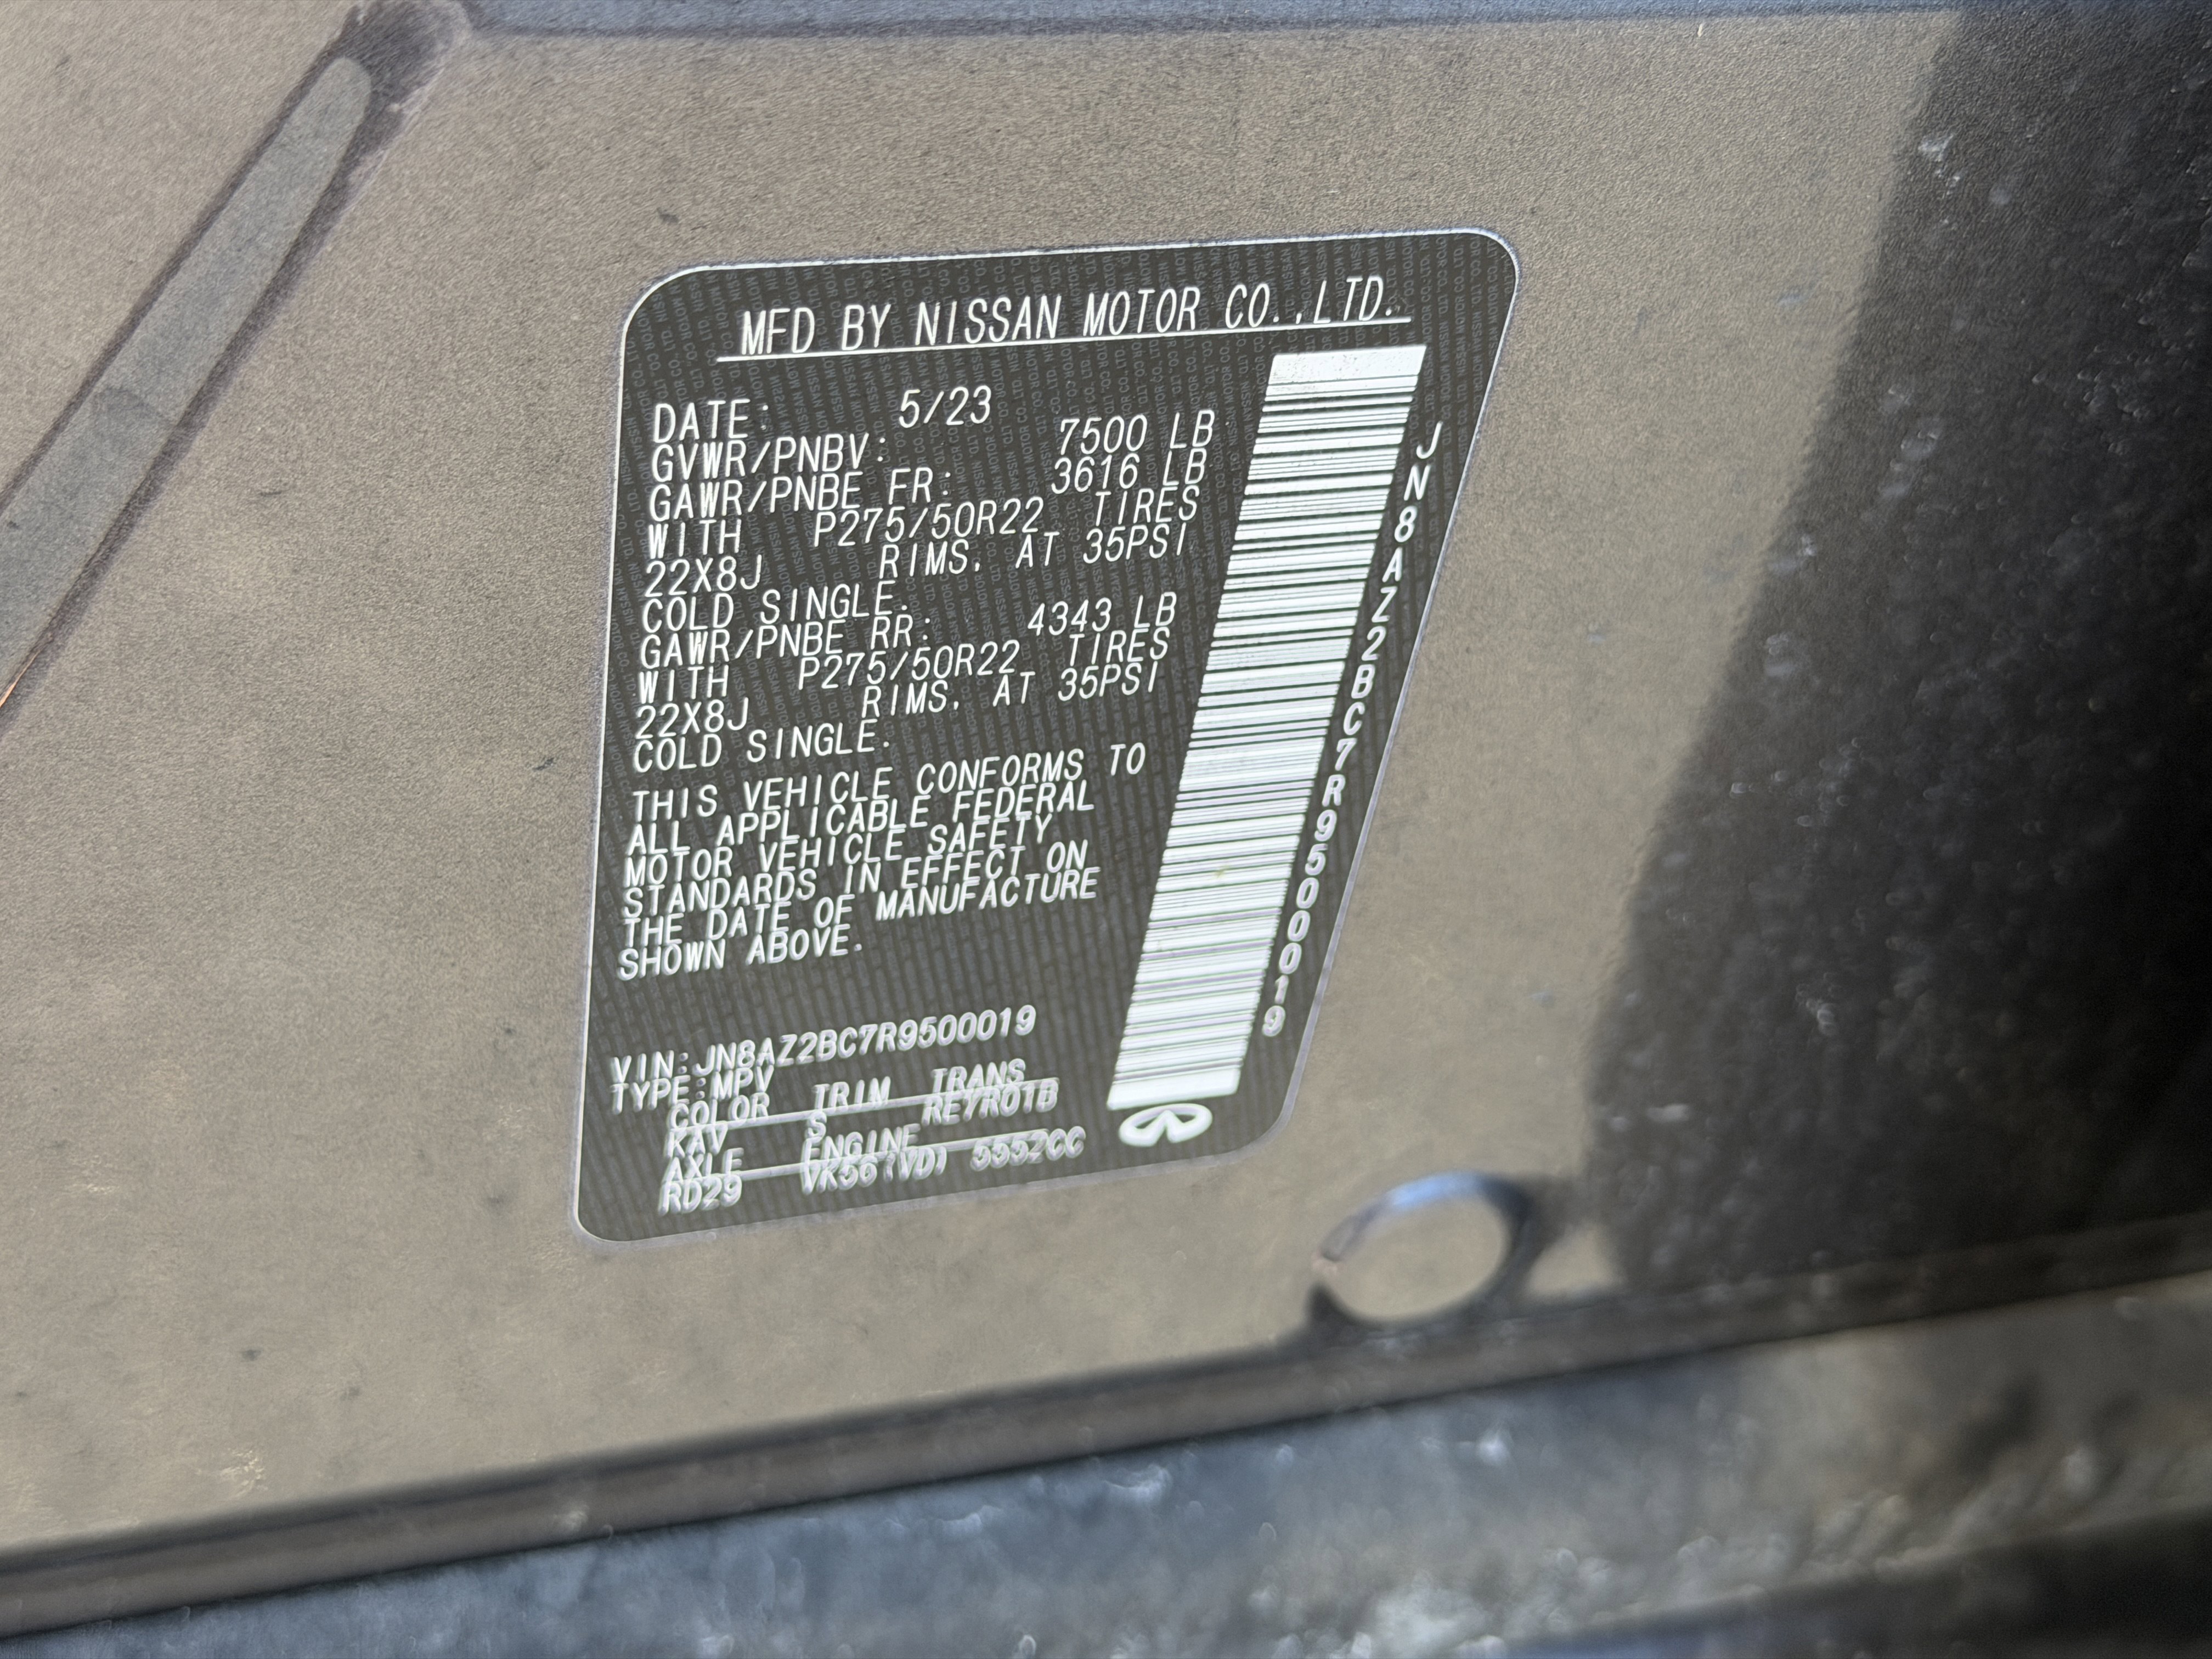 MFD BY NISSAN MOTOR CO.,LTD.
DATE: 5/23
GVWR/PNBV: 7500 LB
GAWR/PNBE FR: 3616 LB
WITH P275/50R22 TIRES
22X8J RIMS, AT 35PSI
COLD SINGLE.
GAWR/PNBE RR: 4343 LB
WITH P275/50R22 TIRES
22X8J RIMS, AT 35PSI
COLD SINGLE.
THIS VEHICLE CONFORMS TO
ALL APPLICABLE FEDERAL
MOTOR VEHICLE SAFETY
STANDARDS IN EFFECT ON
THE DATE OF MANUFACTURE
SHOWN ABOVE.
VIN:JN8AZ2BC7R9500019
TYPE:MPV
COLOR TRIM TRANS
KAV S RE7R01B
AXLE ENGINE
RD29 VK56(VD) 5552CC
JN8AZ2BC7R9500019